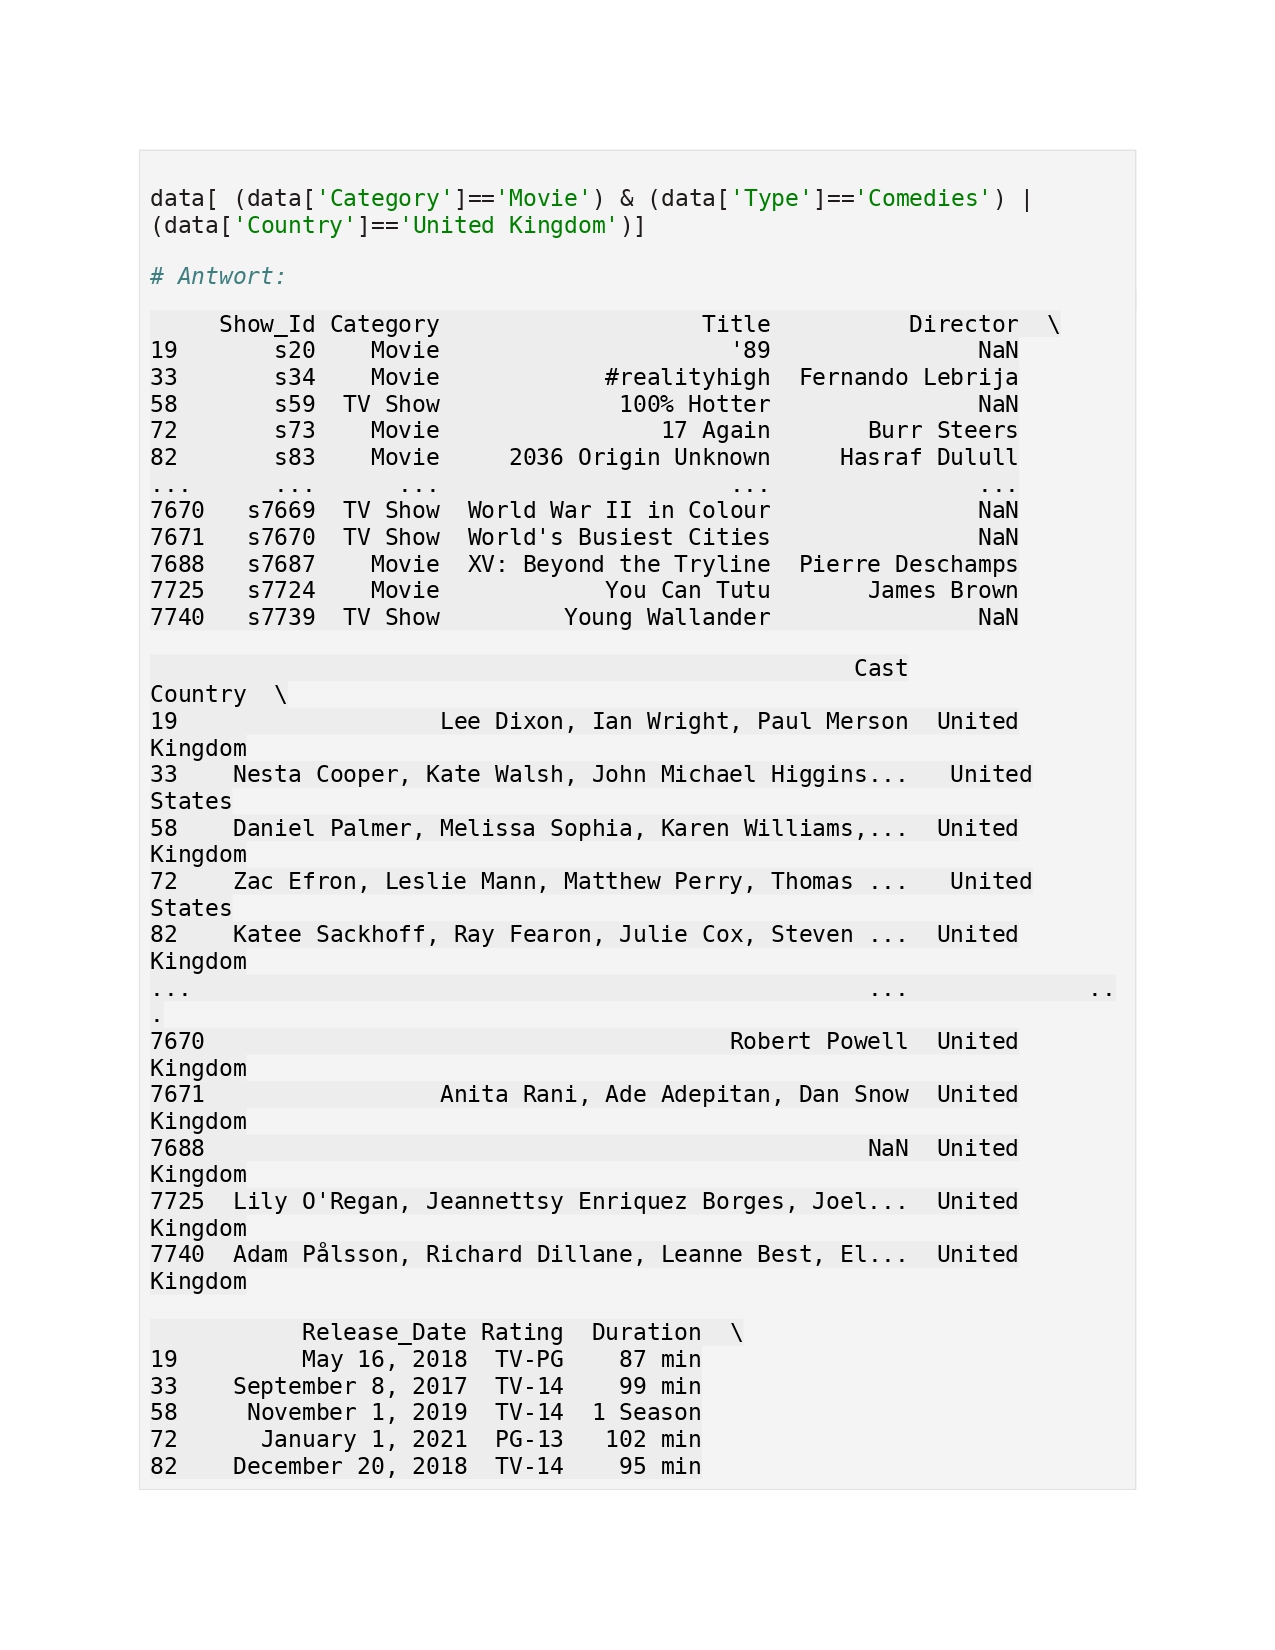 data[ (data['Category']=='Movie') & (data['Type']=='Comedies') |
(data['Country']=='United Kingdom')]
# Antwort:
     Show_Id Category                   Title          Director  \
19       s20    Movie                     '89               NaN
33       s34    Movie            #realityhigh  Fernando Lebrija
58       s59  TV Show             100% Hotter               NaN
72       s73    Movie                17 Again       Burr Steers
82       s83    Movie     2036 Origin Unknown     Hasraf Dulull
...      ...      ...                     ...               ...
7670   s7669  TV Show  World War II in Colour               NaN
7671   s7670  TV Show  World's Busiest Cities               NaN
7688   s7687    Movie  XV: Beyond the Tryline  Pierre Deschamps
7725   s7724    Movie            You Can Tutu       James Brown
7740   s7739  TV Show         Young Wallander               NaN
                                                   Cast
Country  \
19                   Lee Dixon, Ian Wright, Paul Merson  United
Kingdom
33    Nesta Cooper, Kate Walsh, John Michael Higgins...   United
States
58    Daniel Palmer, Melissa Sophia, Karen Williams,...  United
Kingdom
72    Zac Efron, Leslie Mann, Matthew Perry, Thomas ...   United
States
82    Katee Sackhoff, Ray Fearon, Julie Cox, Steven ...  United
Kingdom
...                                                 ...             ..
.
7670                                      Robert Powell  United
Kingdom
7671                 Anita Rani, Ade Adepitan, Dan Snow  United
Kingdom
7688                                                NaN  United
Kingdom
7725  Lily O'Regan, Jeannettsy Enriquez Borges, Joel...  United
Kingdom
7740  Adam Pålsson, Richard Dillane, Leanne Best, El...  United
Kingdom
           Release_Date Rating  Duration  \
19         May 16, 2018  TV-PG    87 min
33    September 8, 2017  TV-14    99 min
58     November 1, 2019  TV-14  1 Season
72      January 1, 2021  PG-13   102 min
82    December 20, 2018  TV-14    95 min